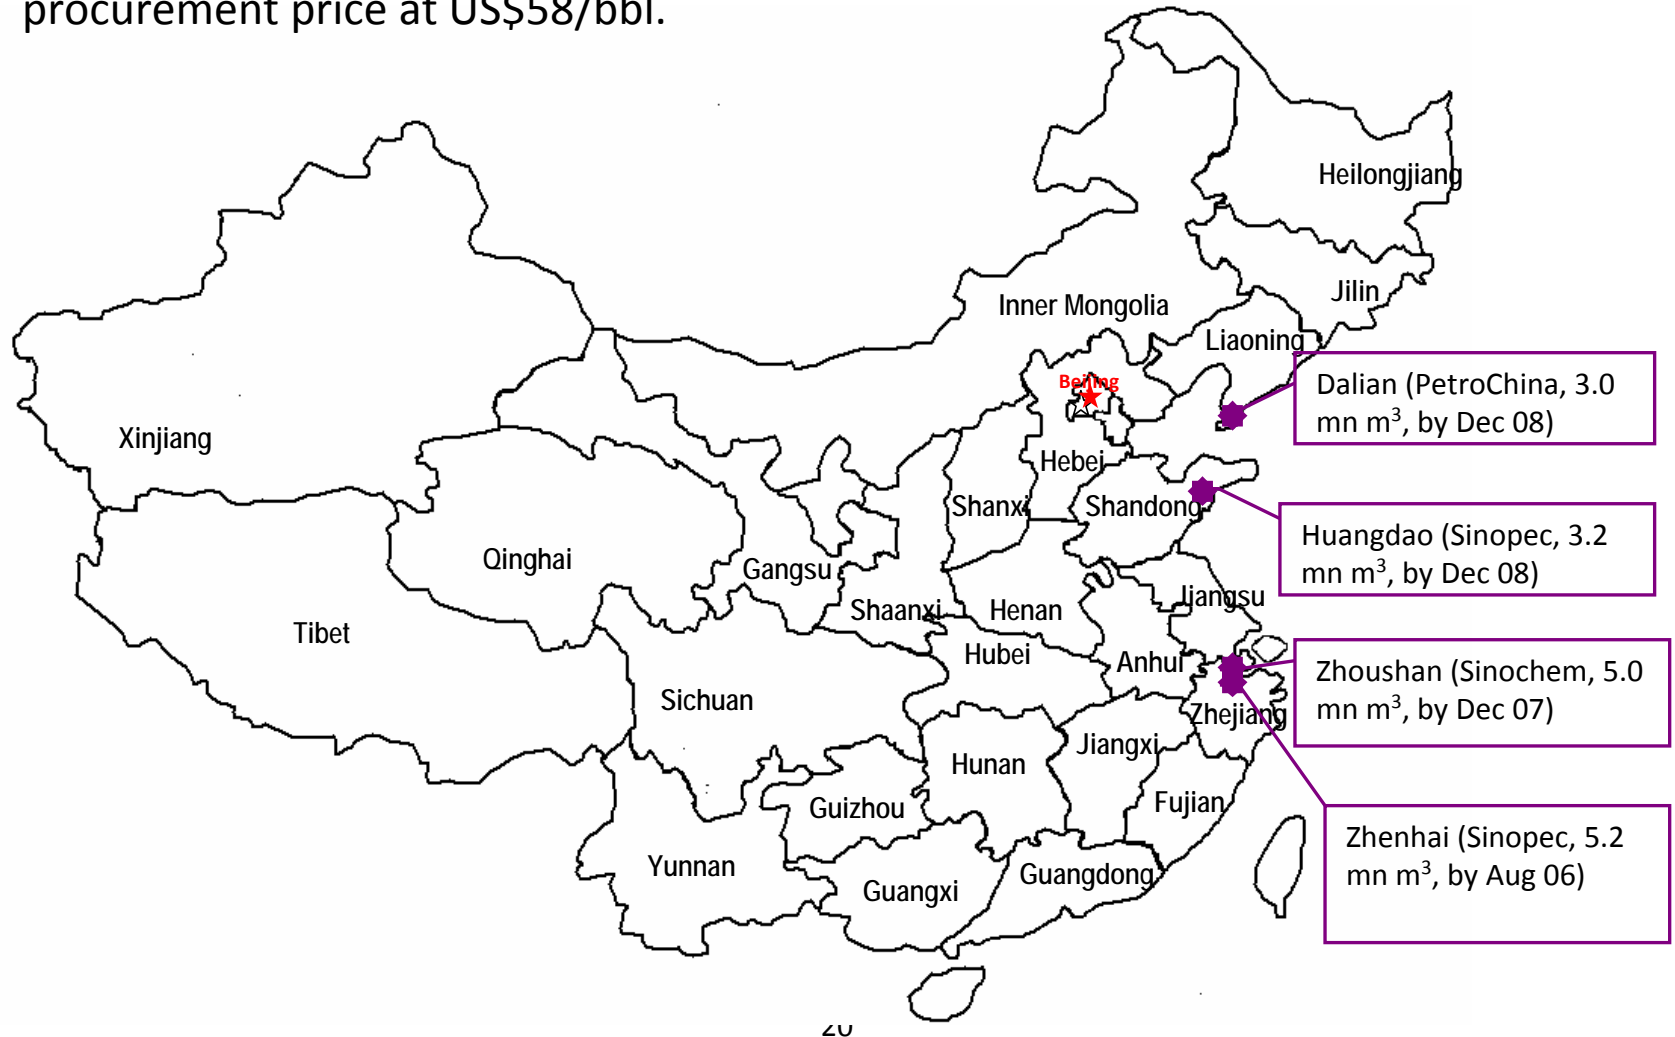 procurement price at US$58/bbl.
Heilongjiang
Jilin
Inner Mongolia
Liaoning
Beijing
Dalian (PetroChina, 3.0
mn m³, by Dec 08)
Xinjiang
Hebei
Shanxi
Shandong
Huangdao (Sinopec, 3.2
mn m³, by Dec 08)
Qinghai
Gangsu
Shaanxi
Henan
Jiangsu
Tibet
Hubei
Anhui
Zhoushan (Sinochem, 5.0
mn m³, by Dec 07)
Sichuan
Zhejiang
Jiangxi
Hunan
Guizhou
Fujian
Zhenhai (Sinopec, 5.2
mn m³, by Aug 06)
Yunnan
Guangxi
Guangdong
20